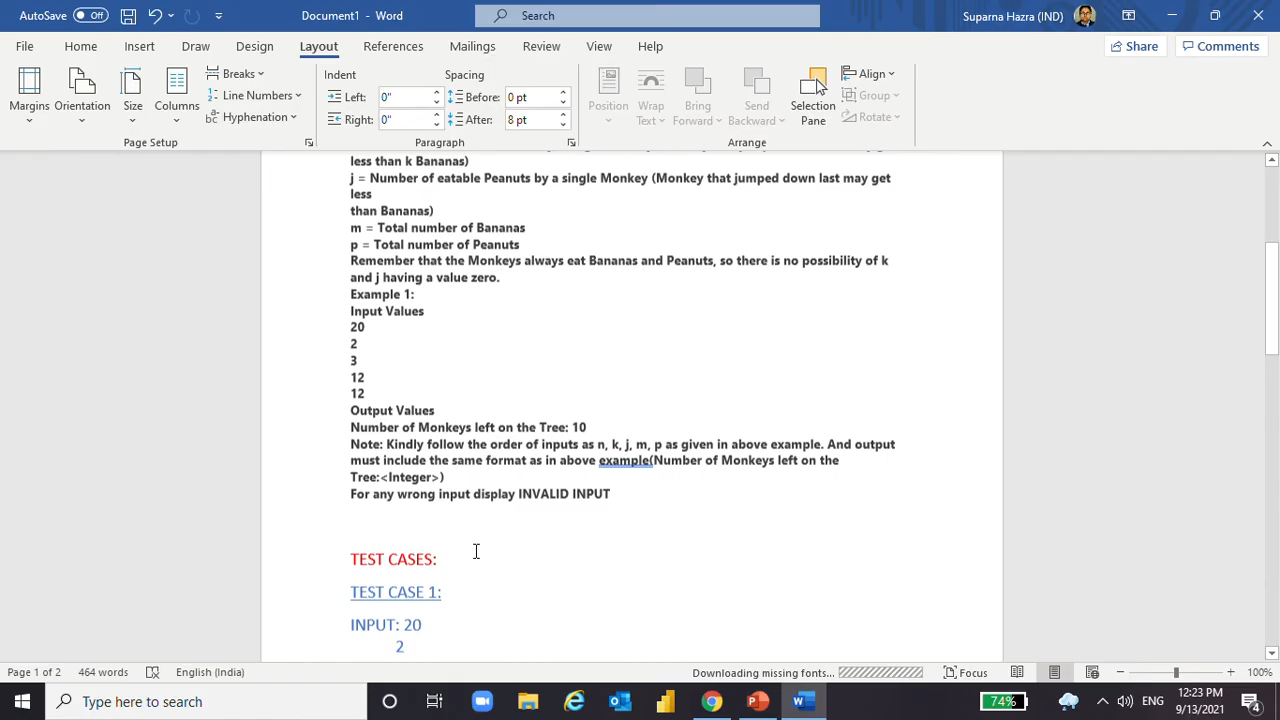 AutoSave Off Document1 - Word Search Suparna Hazra (IND)
File Home Insert Draw Design Layout References Mailings Review View Help Share Comments
Margins Orientation Size Columns
Breaks
Line Numbers
Hyphenation
Indent Spacing
Left: 0" Before: 0 pt
Right: 0" After: 8 pt
Position Wrap Text Bring Forward Send Backward Selection Pane
Align
Group
Rotate
Page Setup Paragraph Arrange
less than k Bananas)
j = Number of eatable Peanuts by a single Monkey (Monkey that jumped down last may get
less
than Bananas)
m = Total number of Bananas
p = Total number of Peanuts
Remember that the Monkeys always eat Bananas and Peanuts, so there is no possibility of k
and j having a value zero.
Example 1:
Input Values
20
2
3
12
12
Output Values
Number of Monkeys left on the Tree: 10
Note: Kindly follow the order of inputs as n, k, j, m, p as given in above example. And output
must include the same format as in above example(Number of Monkeys left on the
Tree:<Integer>)
For any wrong input display INVALID INPUT
TEST CASES:
TEST CASE 1:
INPUT: 20
2
Page 1 of 2 464 words English (India) Downloading missing fonts... Focus 100%
Type here to search 74% ENG 12:23 PM
9/13/2021 4